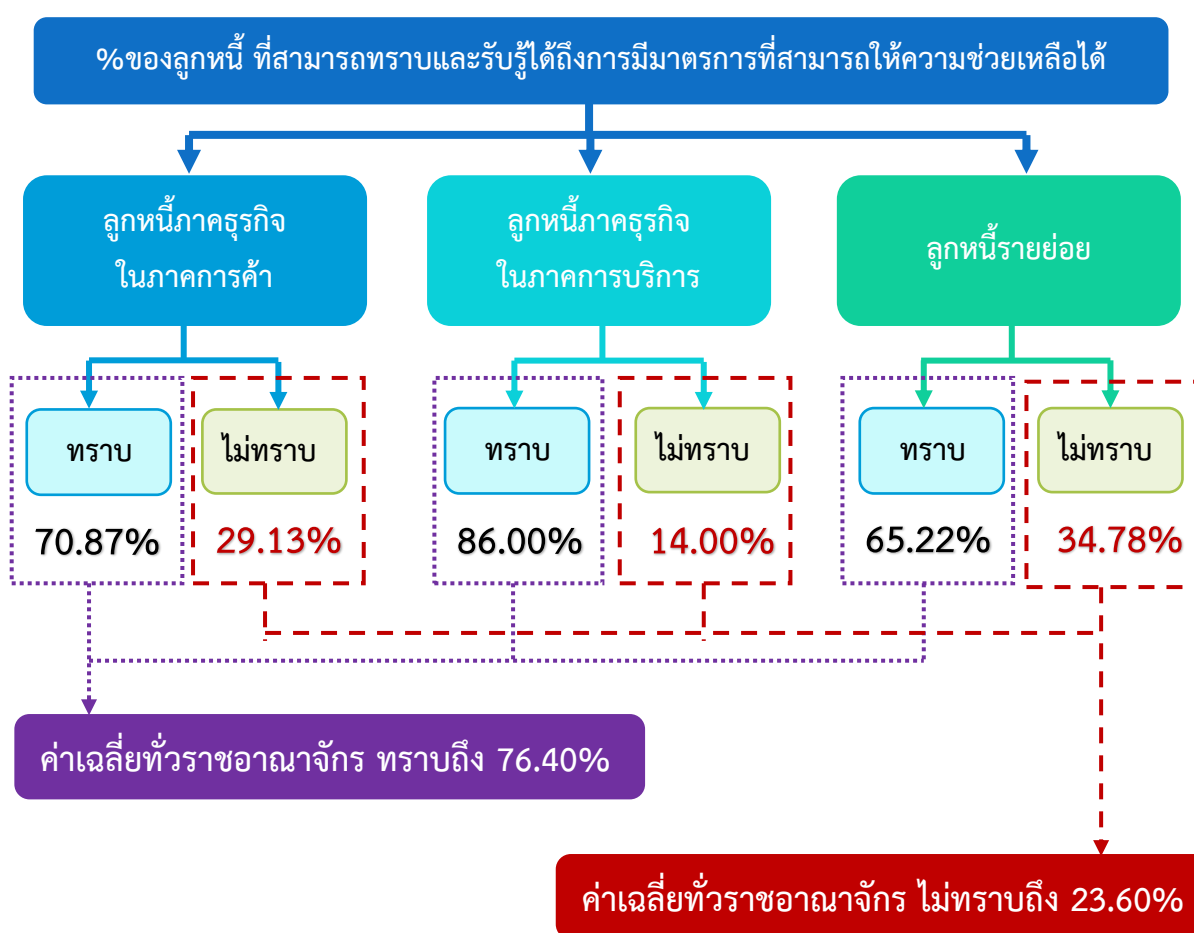 %ของลูกหนี้ ที่สามารถทราบและรับรู้ได้ถึงการมีมาตรการที่สามารถให้ความช่วยเหลือได้
ลูกหนี้ภาคธุรกิจ
ในภาคการค้า
ลูกหนี้ภาคธุรกิจ
ในภาคการบริการ
ลูกหนี้รายย่อย
ทราบ
ไม่ทราบ
ทราบ
ไม่ทราบ
ทราบ
ไม่ทราบ
70.87%
29.13%
86.00%
14.00%
65.22%
34.78%
ค่าเฉลี่ยทั่วราชอาณาจักร ทราบถึง 76.40%
ค่าเฉลี่ยทั่วราชอาณาจักร ไม่ทราบถึง 23.60%